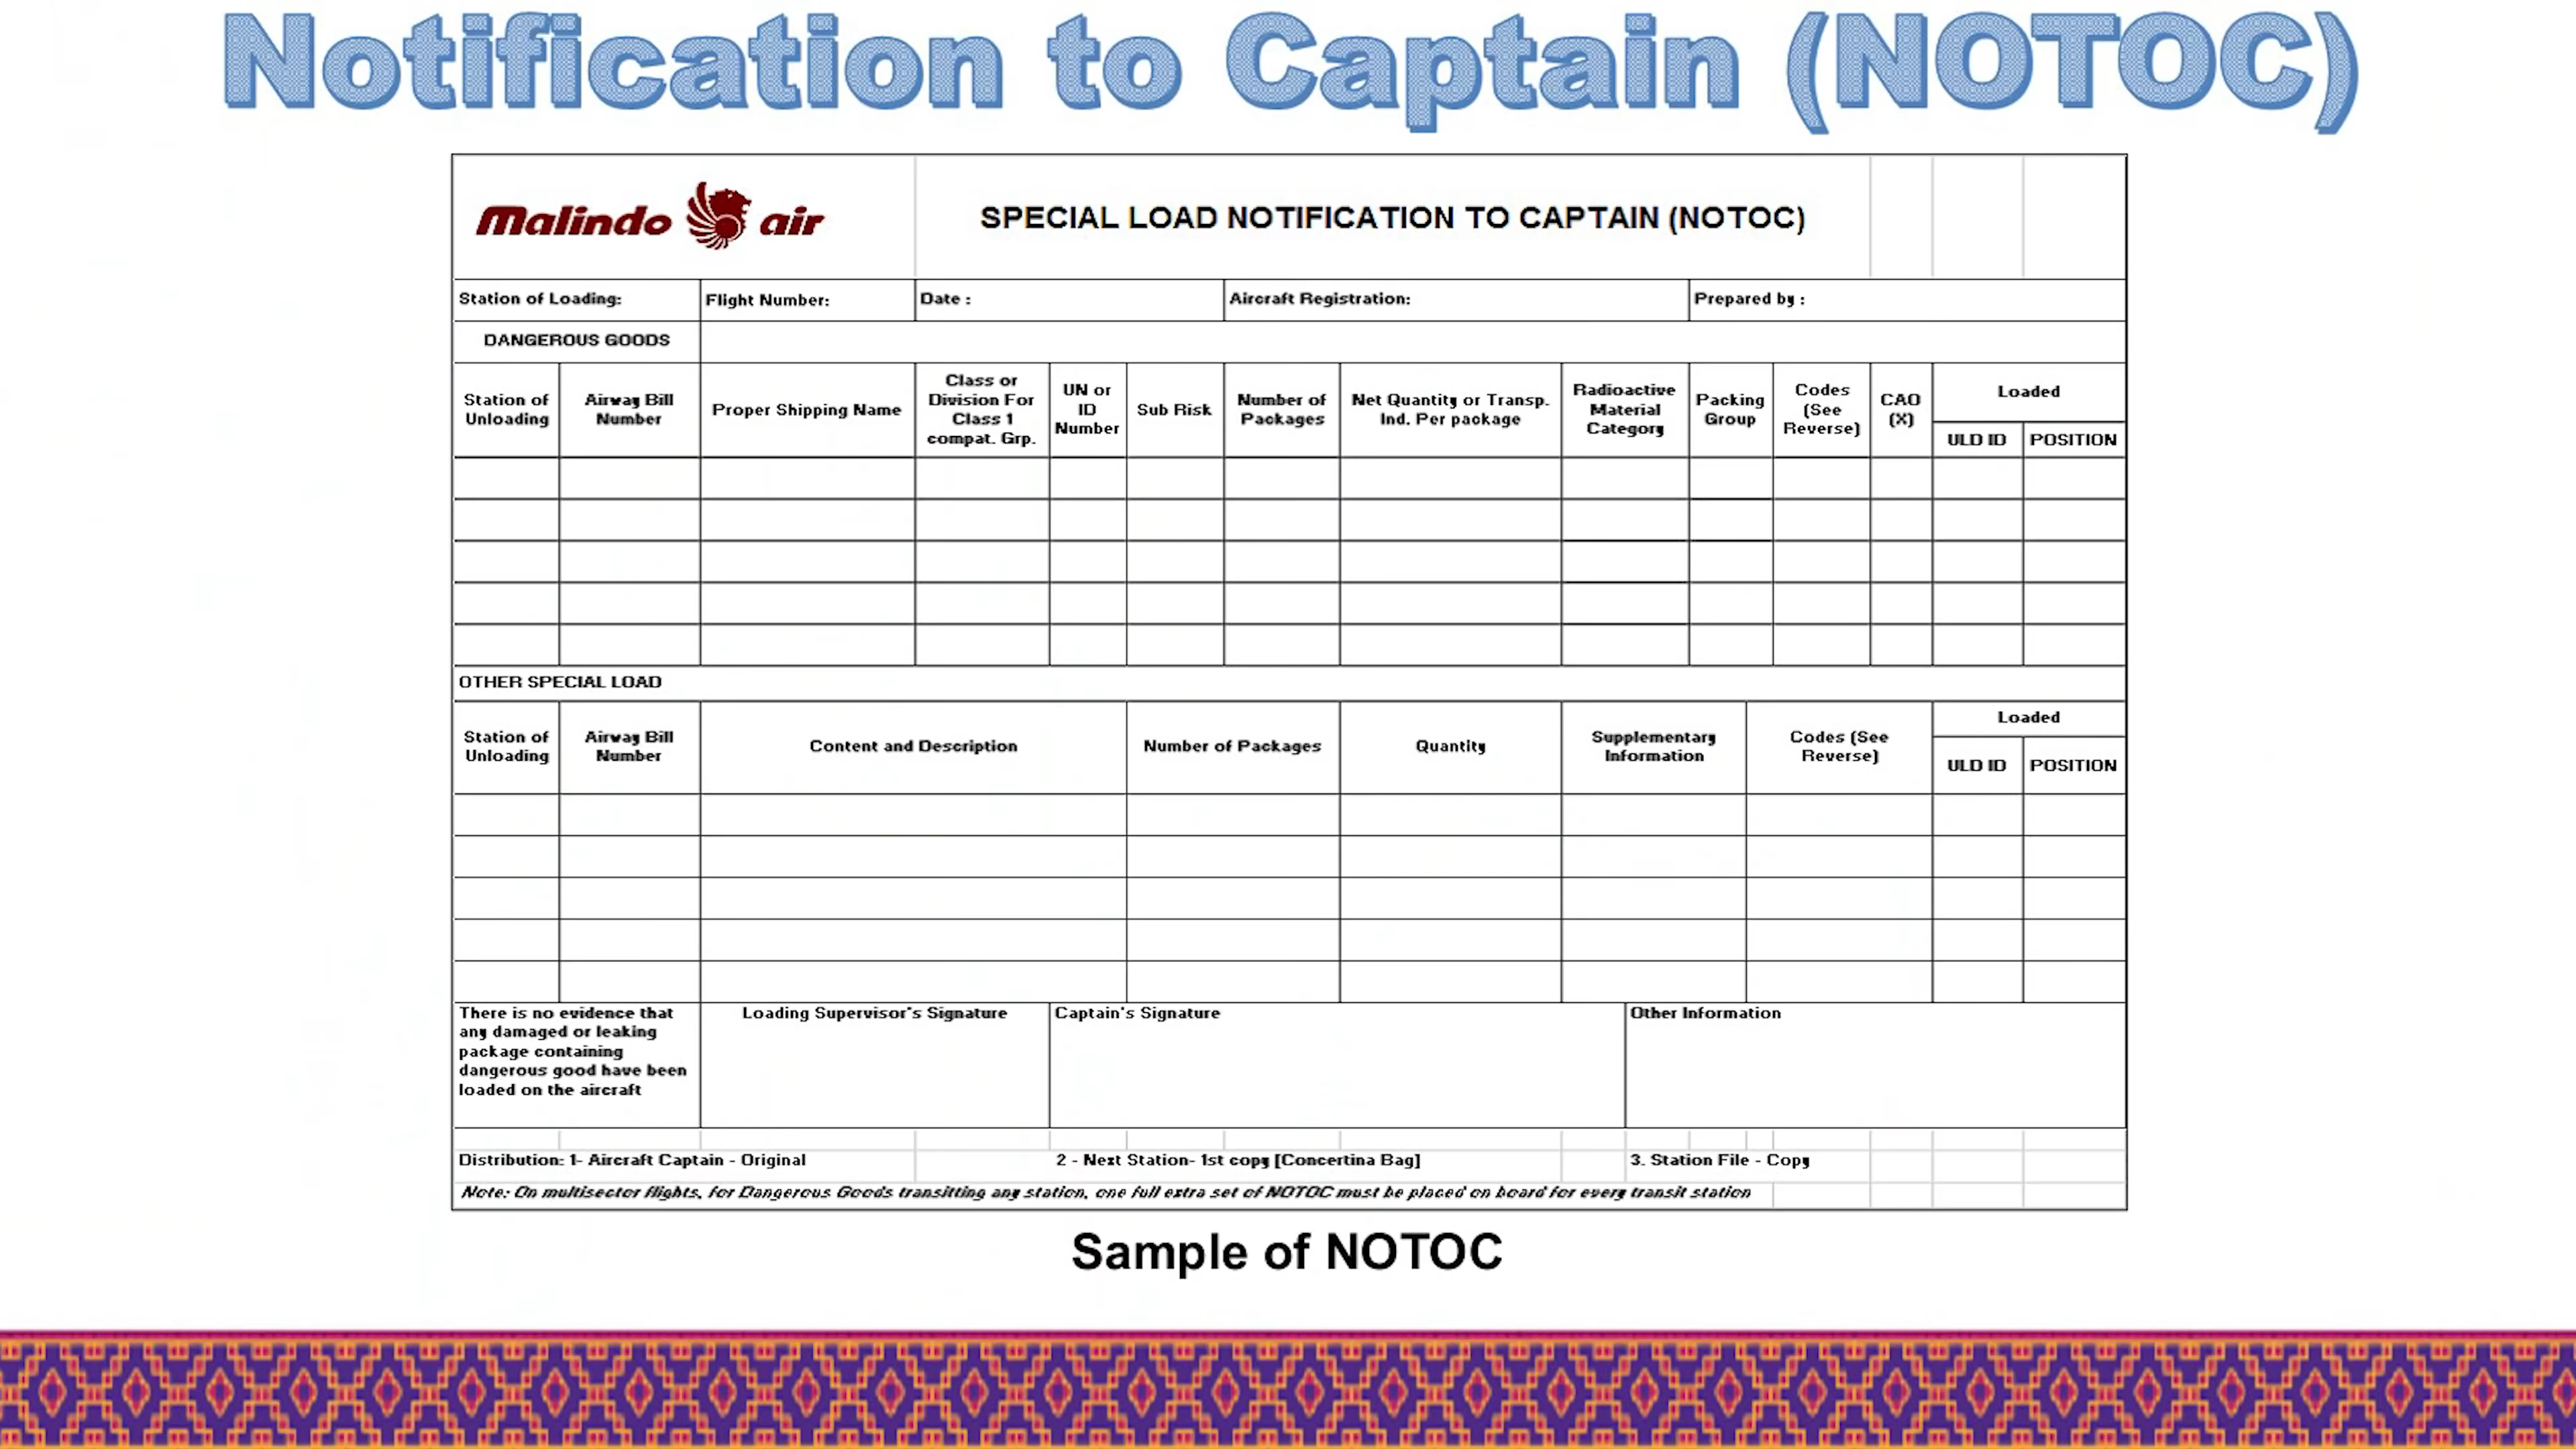 Notification to Captain (NOTOC)
Malindo air
SPECIAL LOAD NOTIFICATION TO CAPTAIN (NOTOC)
Station of Loading:
Flight Number:
Date :
Aircraft Registration:
Prepared by :
DANGEROUS GOODS
Station of
Unloading
Airway Bill
Number
Proper Shipping Name
Class or
Division For
Class 1
compat. Grp.
UN or
ID
Number
Sub Risk
Number of
Packages
Net Quantity or Transp.
Ind. Per package
Radioactive
Material
Category
Packing
Group
Codes
(See
Reverse)
CAO
(X)
Loaded
ULD ID
POSITION
OTHER SPECIAL LOAD
Station of
Unloading
Airway Bill
Number
Content and Description
Number of Packages
Quantity
Supplementary
Information
Codes (See
Reverse)
Loaded
ULD ID
POSITION
There is no evidence that
any damaged or leaking
package containing
dangerous good have been
loaded on the aircraft
Loading Supervisor's Signature
Captain's Signature
Other Information
Distribution: 1- Aircraft Captain - Original
2 - Next Station- 1st copy [Concertina Bag]
3. Station File - Copy
Note: On multisector flights, for Dangerous Goods transitting any station, one full extra set of NOTOC must be placed on board for every transit station
Sample of NOTOC